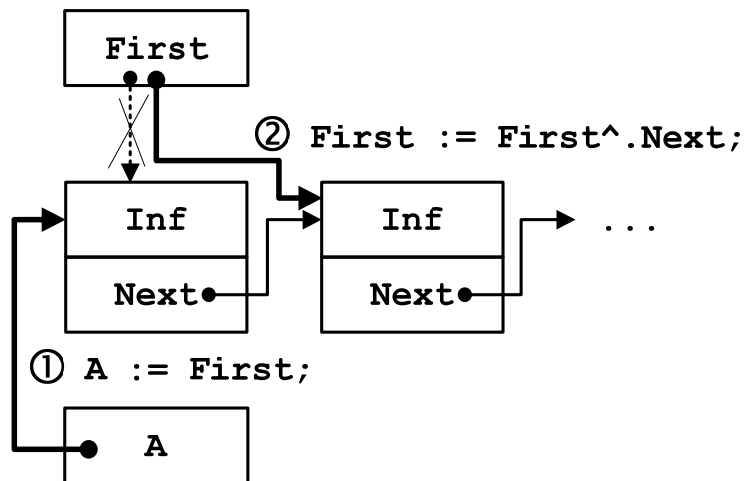 First
② First := First^.Next;
Inf
Inf
...
Next
Next
① A := First;
A